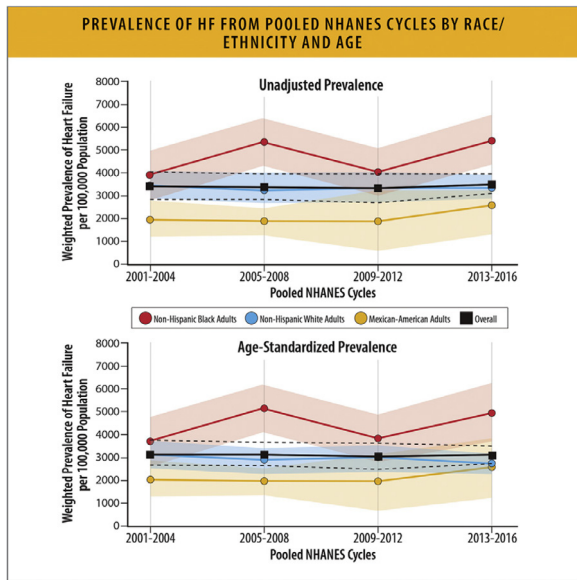 PREVALENCE OF HF FROM POOLED NHANES CYCLES BY RACE/
ETHNICITY AND AGE
Unadjusted Prevalence
Weighted Prevalence of Heart Failure
per 100,000 Population
8000
7000
6000
5000
4000
3000
2000
1000
0
2001-2004 2005-2008 2009-2012 2013-2016
Pooled NHANES Cycles
Non-Hispanic Black Adults Non-Hispanic White Adults Mexican-American Adults Overall
Age-Standardized Prevalence
Weighted Prevalence of Heart Failure
per 100,000 Population
8000
7000
6000
5000
4000
3000
2000
1000
0
2001-2004 2005-2008 2009-2012 2013-2016
Pooled NHANES Cycles